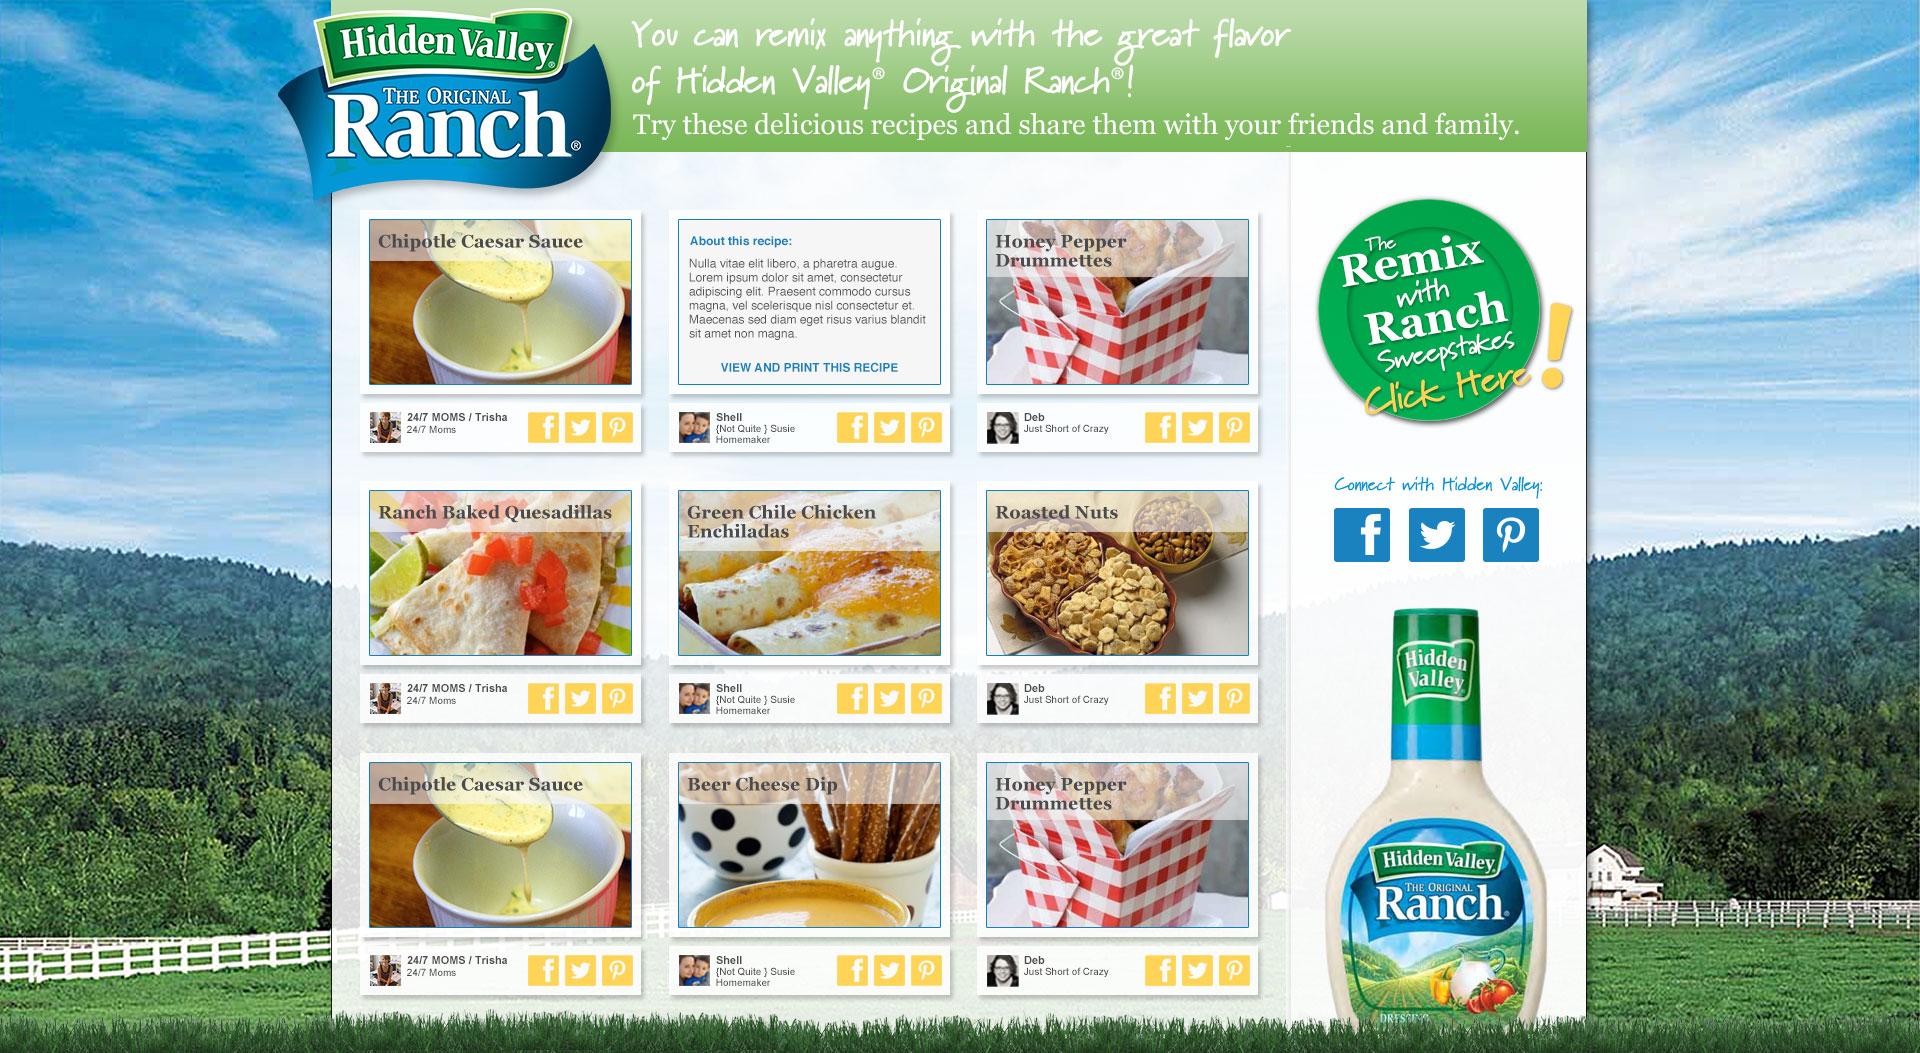 Hidden Valley®
THE ORIGINAL
Ranch®
You can remix anything with the great flavor
of Hidden Valley® Original Ranch®!
Try these delicious recipes and share them with your friends and family.
Chipotle Caesar Sauce
24/7 MOMS / Trisha
24/7 Moms
About this recipe:
Nulla vitae elit libero, a pharetra augue.
Lorem ipsum dolor sit amet, consectetur
adipiscing elit. Praesent commodo cursus
magna, vel scelerisque nisl consectetur et.
Maecenas sed diam eget risus varius blandit
sit amet non magna.
VIEW AND PRINT THIS RECIPE
Shell
{Not Quite } Susie
Homemaker
Honey Pepper
Drummettes
Deb
Just Short of Crazy
Ranch Baked Quesadillas
24/7 MOMS / Trisha
24/7 Moms
Green Chile Chicken
Enchiladas
Shell
{Not Quite } Susie
Homemaker
Roasted Nuts
Deb
Just Short of Crazy
Chipotle Caesar Sauce
24/7 MOMS / Trisha
24/7 Moms
Beer Cheese Dip
Shell
{Not Quite } Susie
Homemaker
Honey Pepper
Drummettes
Deb
Just Short of Crazy
The
Remix
with
Ranch
Sweepstakes
Click Here!
Connect with Hidden Valley:
Hidden
Valley
Hidden Valley
THE ORIGINAL
Ranch®
DRESSING